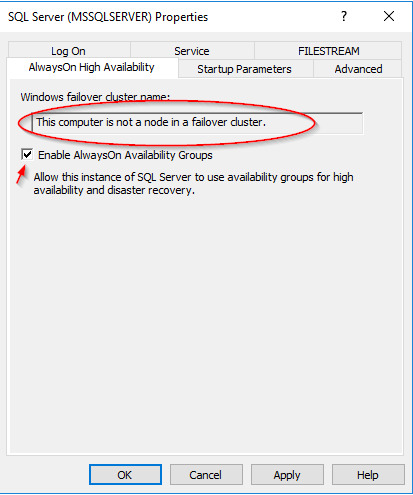 SQL Server (MSSQLSERVER) Properties
?
Log On Service FILESTREAM
AlwaysOn High Availability Startup Parameters Advanced
Windows failover cluster name:
This computer is not a node in a failover cluster.
Enable AlwaysOn Availability Groups
Allow this instance of SQL Server to use availability groups for high
availability and disaster recovery.
OK Cancel Apply Help